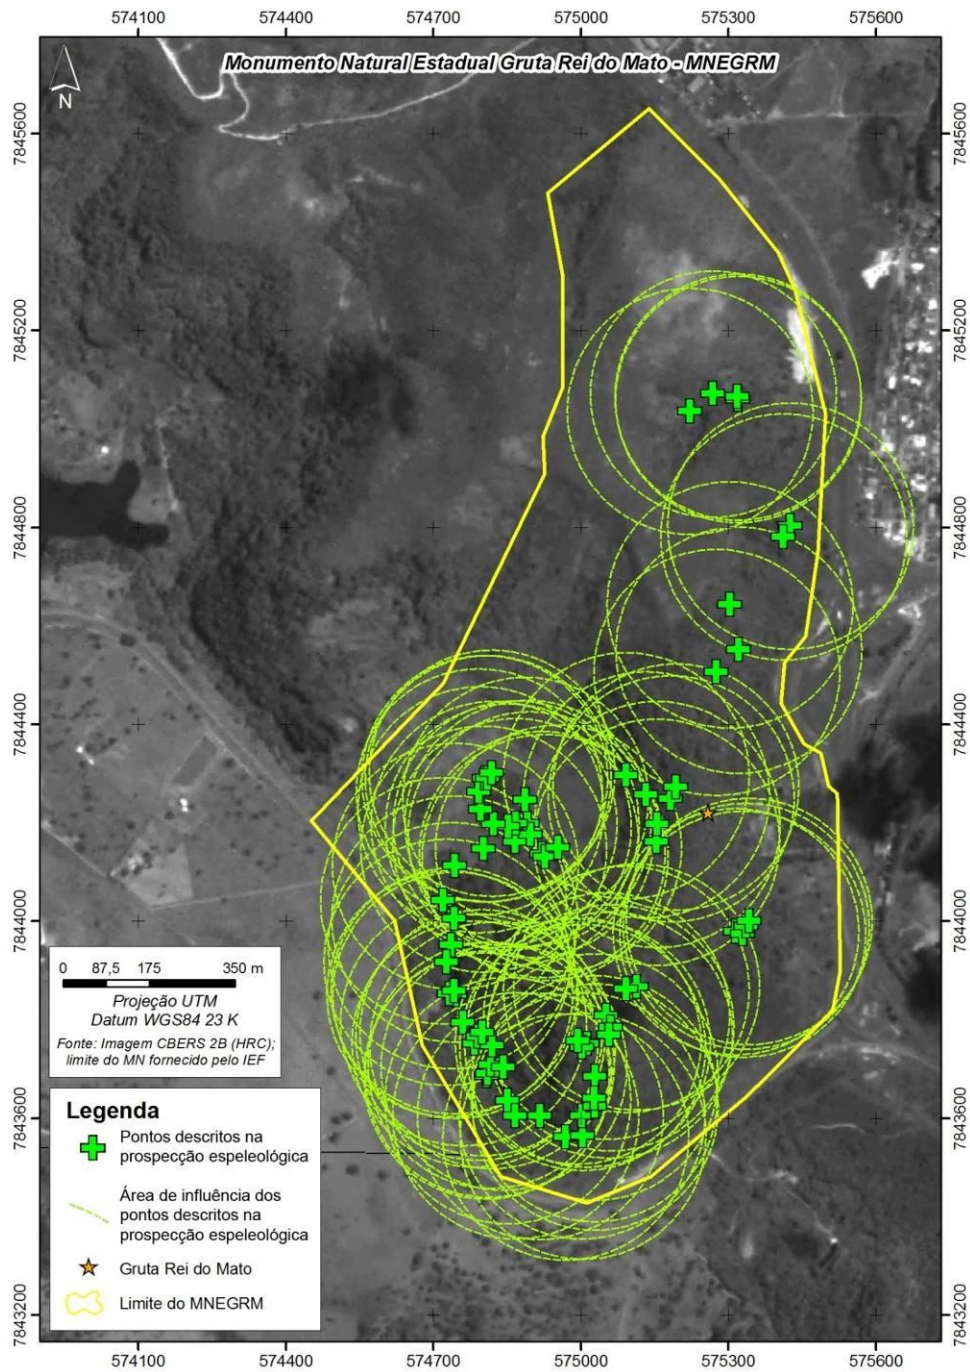 574100 574400 574700 575000 575300 575600
Monumento Natural Estadual Gruta Rei do Mato - MNEGRM
N
7845600 7845600
7845200 7845200
7844800 7844800
7844400 7844400
7844000 7844000
0 87,5 175 350 m
Projeção UTM
Datum WGS84 23 K
Fonte: Imagem CBERS 2B (HRC);
limite do MN fornecido pelo IEF
7843600 7843600
Legenda
Pontos descritos na
prospecção espeleológica
Área de influência dos
pontos descritos na
prospecção espeleológica
Gruta Rei do Mato
Limite do MNEGRM
7843200 7843200
574100 574400 574700 575000 575300 575600